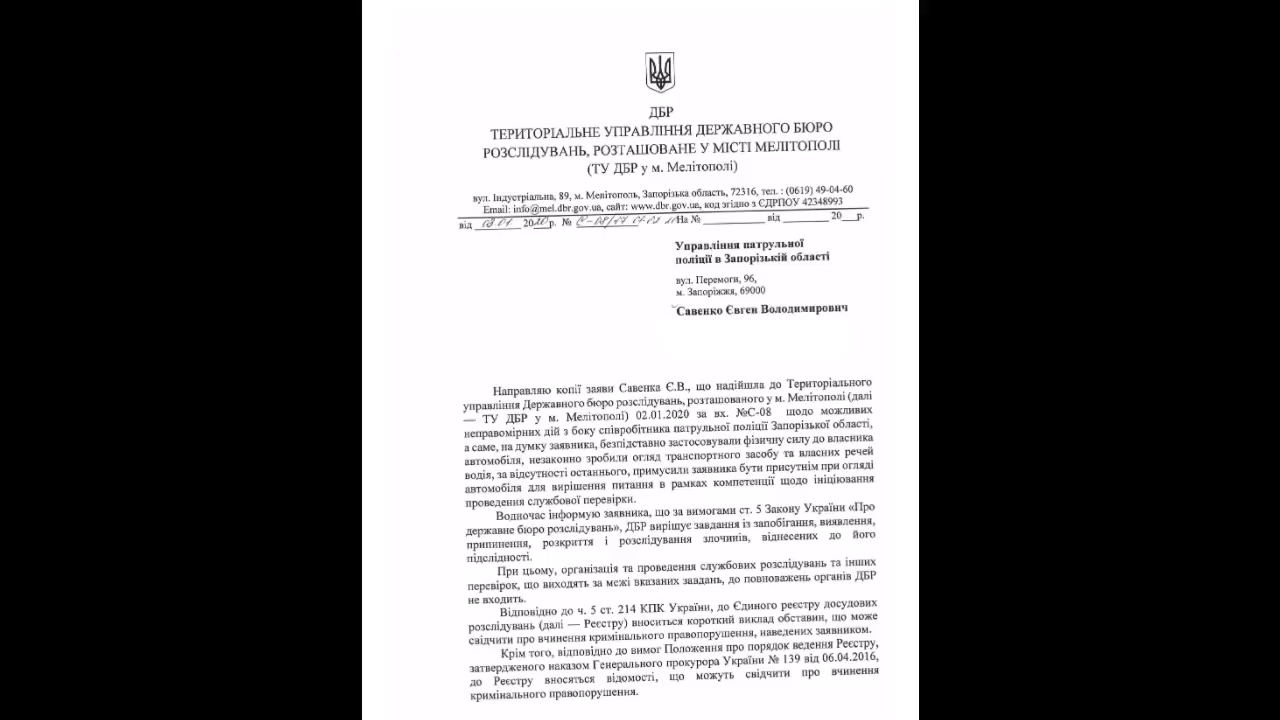 ДБР
ТЕРИТОРІАЛЬНЕ УПРАВЛІННЯ ДЕРЖАВНОГО БЮРО
РОЗСЛІДУВАНЬ, РОЗТАШОВАНЕ У МІСТІ МЕЛІТОПОЛІ
(ТУ ДБР у м. Мелітополі)
вул. Індустріальна, 89, м. Мелітополь, Запорізька область, 72316, тел. : (0619) 49-04-60
Email: info@mel.dbr.gov.ua, сайт: www.dbr.gov.ua, код згідно з ЄДРПОУ 42348993
від 2020 р. № На № від 20 р.
Управління патрульної
поліції в Запорізькій області
вул. Перемоги, 96,
м. Запоріжжя, 69000
Савенко Євген Володимирович
Направляю копії заяви Савенка Є.В., що надійшла до Територіального
управління Державного бюро розслідувань, розташованого у м. Мелітополі (далі
— ТУ ДБР у м. Мелітополі) 02.01.2020 за вх. №С-08 щодо можливих
неправомірних дій з боку співробітника патрульної поліції Запорізької області,
а саме, на думку заявника, безпідставно застосовували фізичну силу до власника
автомобіля, незаконно зробили огляд транспортного засобу та власних речей
водія, за відсутності останнього, примусили заявника бути присутнім при огляді
автомобіля для вирішення питання в рамках компетенції щодо ініціювання
проведення службової перевірки.
Водночас інформую заявника, що за вимогами ст. 5 Закону України «Про
державне бюро розслідувань», ДБР вирішує завдання із запобігання, виявлення,
припинення, розкриття і розслідування злочинів, віднесених до його
підслідності.
При цьому, організація та проведення службових розслідувань та інших
перевірок, що виходять за межі вказаних завдань, до повноважень органів ДБР
не входить.
Відповідно до ч. 5 ст. 214 КПК України, до Єдиного реєстру досудових
розслідувань (далі — Реєстру) вноситься короткий виклад обставин, що може
свідчити про вчинення кримінального правопорушення, наведених заявником.
Крім того, відповідно до вимог Положення про порядок ведення Реєстру,
затвердженого наказом Генерального прокурора України № 139 від 06.04.2016,
до Реєстру вносяться відомості, що можуть свідчити про вчинення
кримінального правопорушення.